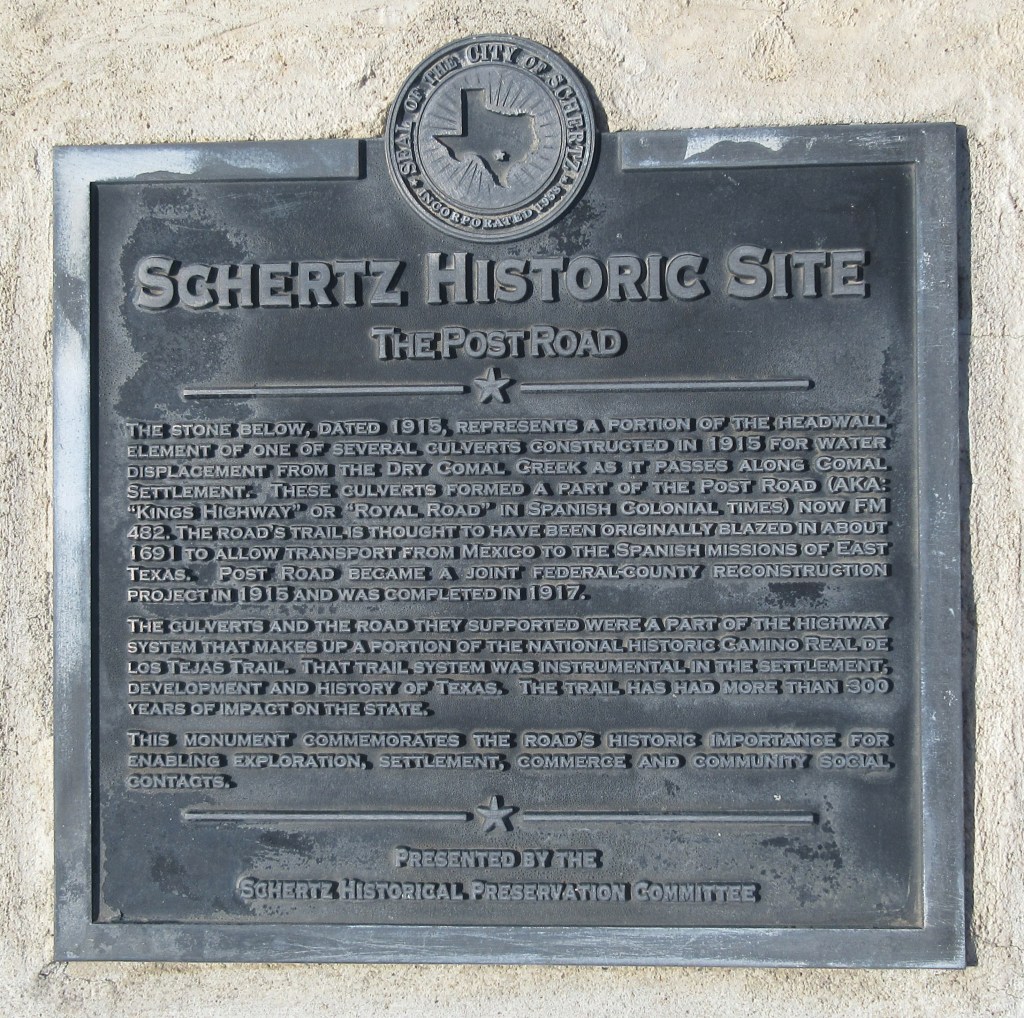 SEAL OF THE CITY OF SCHERTZ
INCORPORATED 1958
SCHERTZ HISTORIC SITE
THE POST ROAD
THE STONE BELOW, DATED 1915, REPRESENTS A PORTION OF THE HEADWALL
ELEMENT OF ONE OF SEVERAL CULVERTS CONSTRUCTED IN 1915 FOR WATER
DISPLACEMENT FROM THE DRY COMAL CREEK AS IT PASSES ALONG COMAL
SETTLEMENT. THESE CULVERTS FORMED A PART OF THE POST ROAD (AKA:
"KINGS HIGHWAY" OR "ROYAL ROAD" IN SPANISH COLONIAL TIMES) NOW FM
482. THE ROAD'S TRAIL IS THOUGHT TO HAVE BEEN ORIGINALLY BLAZED IN ABOUT
1691 TO ALLOW TRANSPORT FROM MEXICO TO THE SPANISH MISSIONS OF EAST
TEXAS. POST ROAD BECAME A JOINT FEDERAL-COUNTY RECONSTRUCTION
PROJECT IN 1915 AND WAS COMPLETED IN 1917.
THE CULVERTS AND THE ROAD THEY SUPPORTED WERE A PART OF THE HIGHWAY
SYSTEM THAT MAKES UP A PORTION OF THE NATIONAL HISTORIC CAMINO REAL DE
LOS TEJAS TRAIL. THAT TRAIL SYSTEM WAS INSTRUMENTAL IN THE SETTLEMENT,
DEVELOPMENT AND HISTORY OF TEXAS. THE TRAIL HAS HAD MORE THAN 300
YEARS OF IMPACT ON THE STATE.
THIS MONUMENT COMMEMORATES THE ROAD'S HISTORIC IMPORTANCE FOR
ENABLING EXPLORATION, SETTLEMENT, COMMERCE AND COMMUNITY SOCIAL
CONTACTS.
PRESENTED BY THE
SCHERTZ HISTORICAL PRESERVATION COMMITTEE